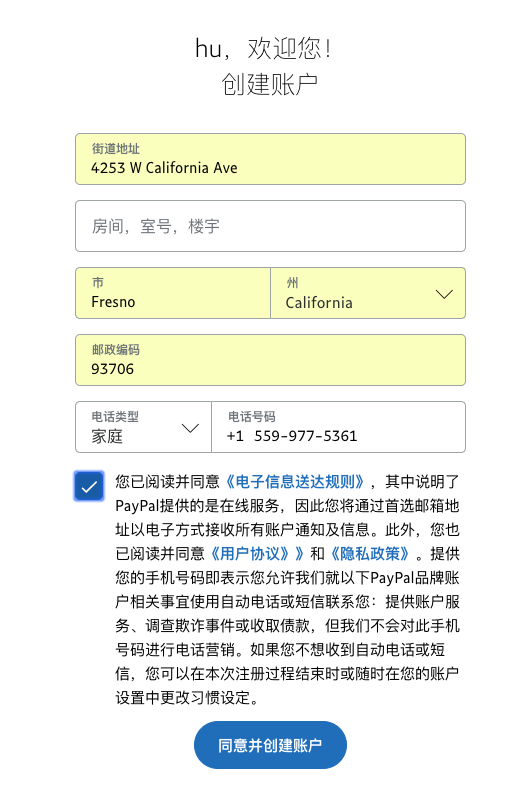 hu，欢迎您！
创建账户
街道地址
4253 W California Ave
房间，室号，楼宇
市
州
Fresno
California
邮政编码
93706
电话类型
电话号码
家庭
+1 559-977-5361
您已阅读并同意《电子信息送达规则》，其中说明了
PayPal提供的是在线服务，因此您将通过首选邮箱地
址以电子方式接收所有账户通知及信息。此外，您也
已阅读并同意《用户协议》》和《隐私政策》。提供
您的手机号码即表示您允许我们就以下PayPal品牌账
户相关事宜使用自动电话或短信联系您：提供账户服
务、调查欺诈事件或收取债款，但我们不会对此手机
号码进行电话营销。如果您不想收到自动电话或短
信，您可以在本次注册过程结束时或随时在您的账户
设置中更改习惯设定。
同意并创建账户